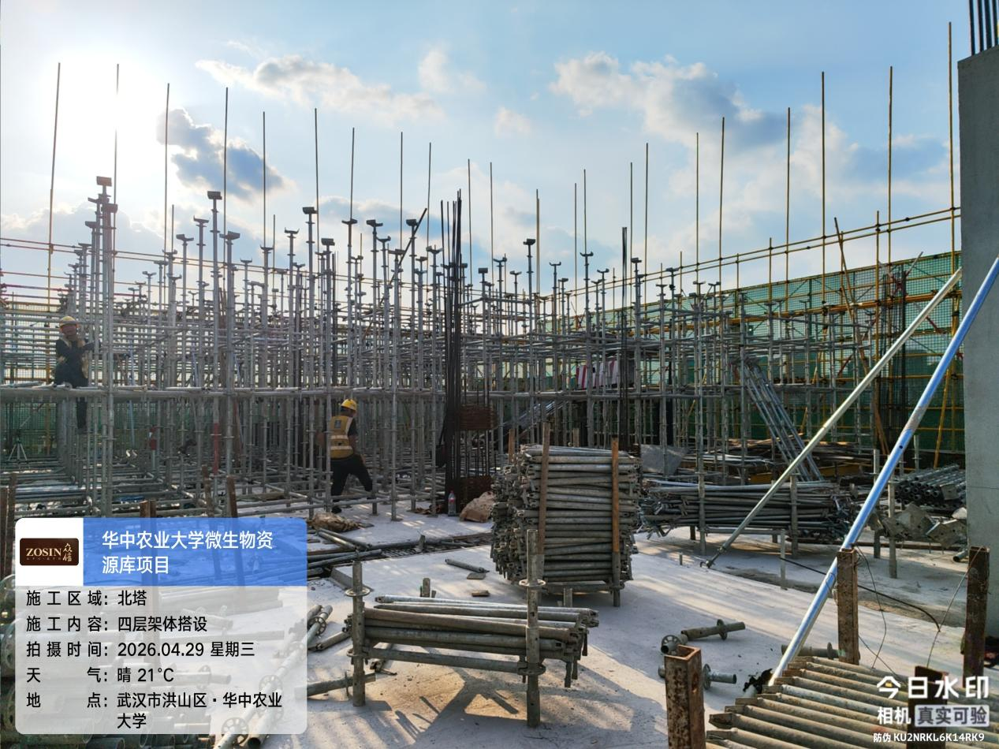 ZOSIN 众信
华中农业大学微生物资
源库项目
施工区域：北塔
施工内容：四层架体搭设
拍摄时间：2026.04.29 星期三
天气：晴 21℃
地点：武汉市洪山区·华中农业
大学
今日水印
相机 真实可验
防伪 KU2NRKL6K14RK9